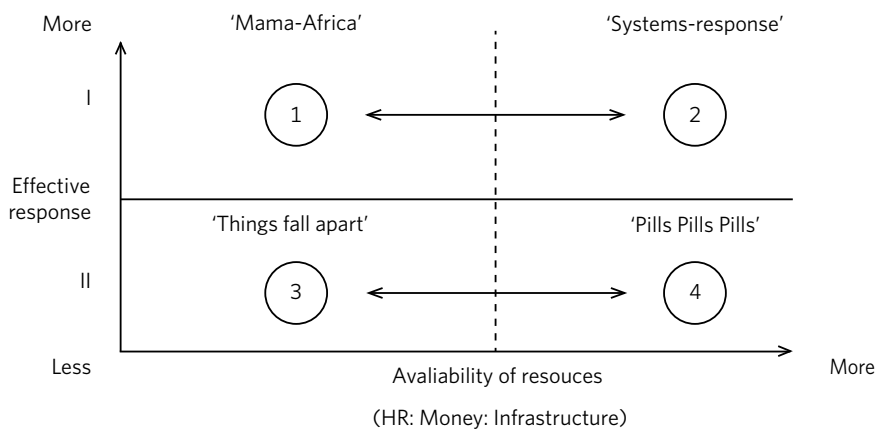 More
‘Mama-Africa’
‘Systems-response’
I
1
2
Effective
response
‘Things fall apart’
‘Pills Pills Pills’
II
3
4
Less
Avaliability of resouces
More
(HR: Money: Infrastructure)